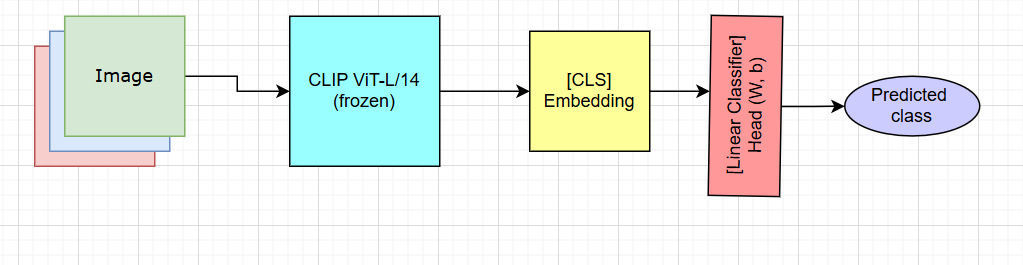 Image
CLIP ViT-L/14
(frozen)
[CLS]
Embedding
[Linear Classifier]
Head (W, b)
Predicted
class